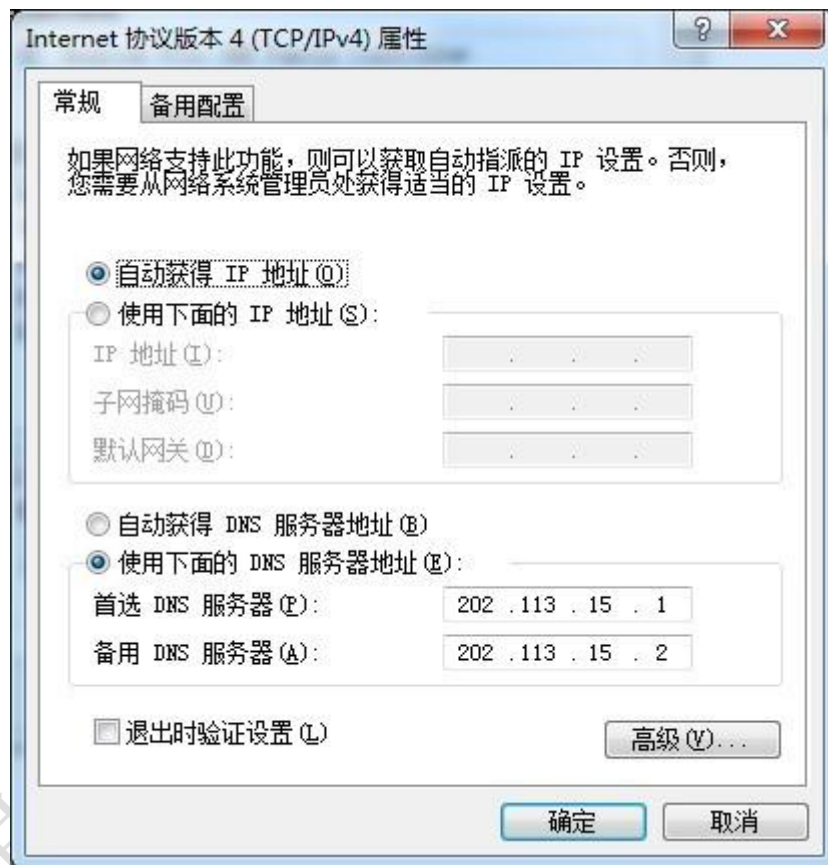 Internet 协议版本 4 (TCP/IPv4) 属性
常规
备用配置
如果网络支持此功能，则可以获取自动指派的 IP 设置。否则，
您需要从网络系统管理员处获得适当的 IP 设置。
自动获得 IP 地址(O)
使用下面的 IP 地址(S):
IP 地址(I):
子网掩码(U):
默认网关(D):
自动获得 DNS 服务器地址(B)
使用下面的 DNS 服务器地址(E):
首选 DNS 服务器(P): 202 .113 . 15 . 1
备用 DNS 服务器(A): 202 .113 . 15 . 2
退出时验证设置(L)
高级(V)...
确定 取消